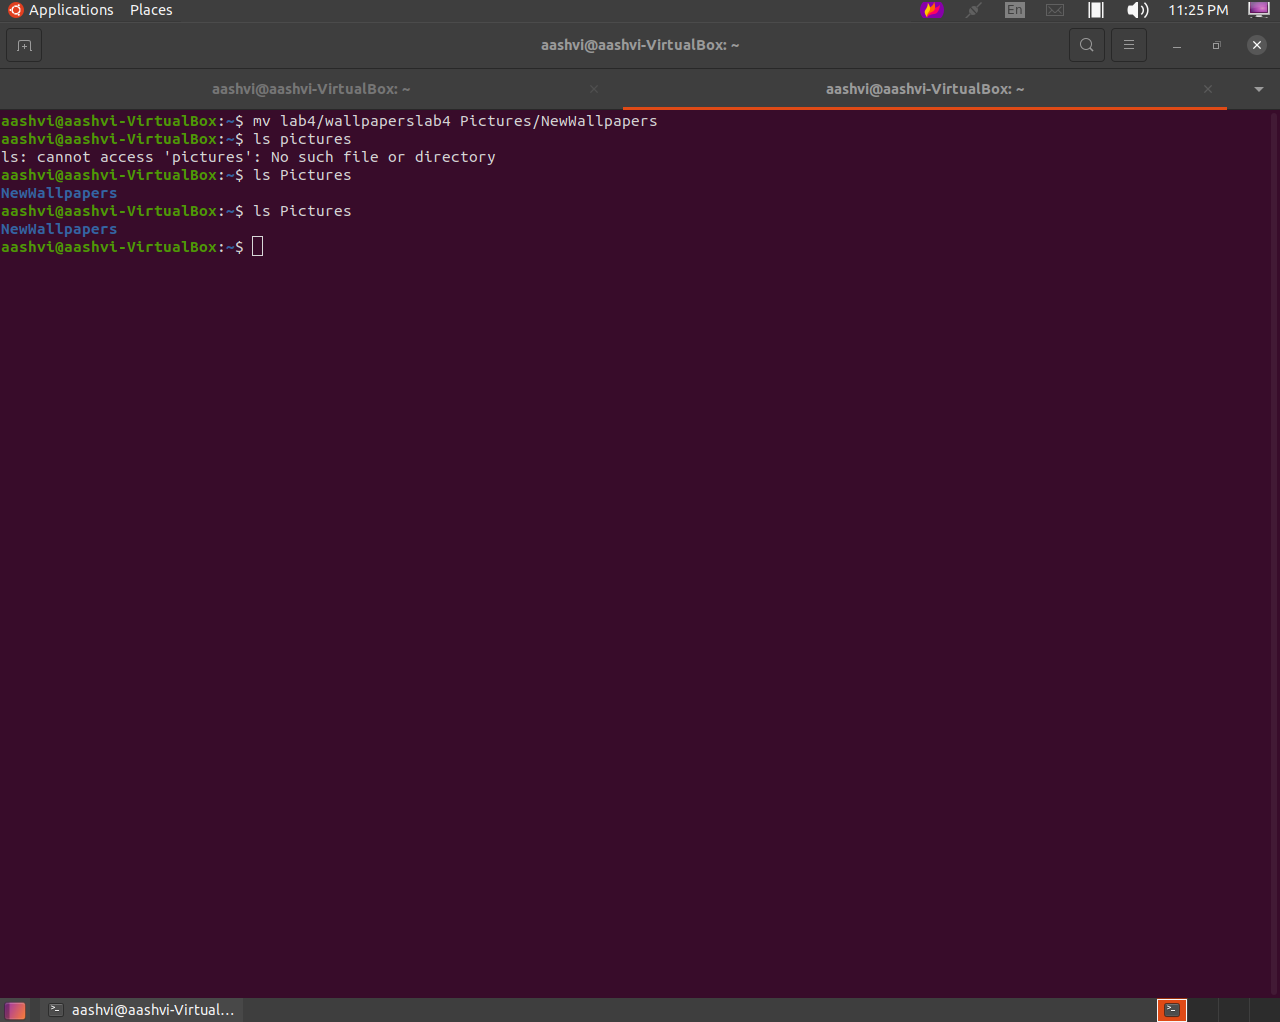 Applications Places En 11:25 PM
aashvi@aashvi-VirtualBox: ~
aashvi@aashvi-VirtualBox: ~ aashvi@aashvi-VirtualBox: ~
aashvi@aashvi-VirtualBox:~$ mv lab4/wallpaperslab4 Pictures/NewWallpapers
aashvi@aashvi-VirtualBox:~$ ls pictures
ls: cannot access 'pictures': No such file or directory
aashvi@aashvi-VirtualBox:~$ ls Pictures
NewWallpapers
aashvi@aashvi-VirtualBox:~$ ls Pictures
NewWallpapers
aashvi@aashvi-VirtualBox:~$
aashvi@aashvi-Virtual...